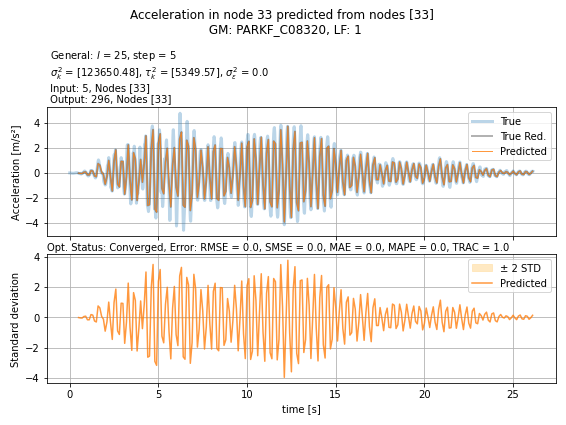 Acceleration in node 33 predicted from nodes [33]
GM: PARKF_C08320, LF: 1
General: l = 25, step = 5
σ²ₖ = [123650.48], τ²ₖ = [5349.57], σ²ε = 0.0
Input: 5, Nodes [33]
Output: 296, Nodes [33]
Acceleration [m/s²]
4
2
0
−2
−4
True
True Red.
Predicted
Opt. Status: Converged, Error: RMSE = 0.0, SMSE = 0.0, MAE = 0.0, MAPE = 0.0, TRAC = 1.0
Standard deviation
4
2
0
−2
−4
± 2 STD
Predicted
0 5 10 15 20 25
time [s]